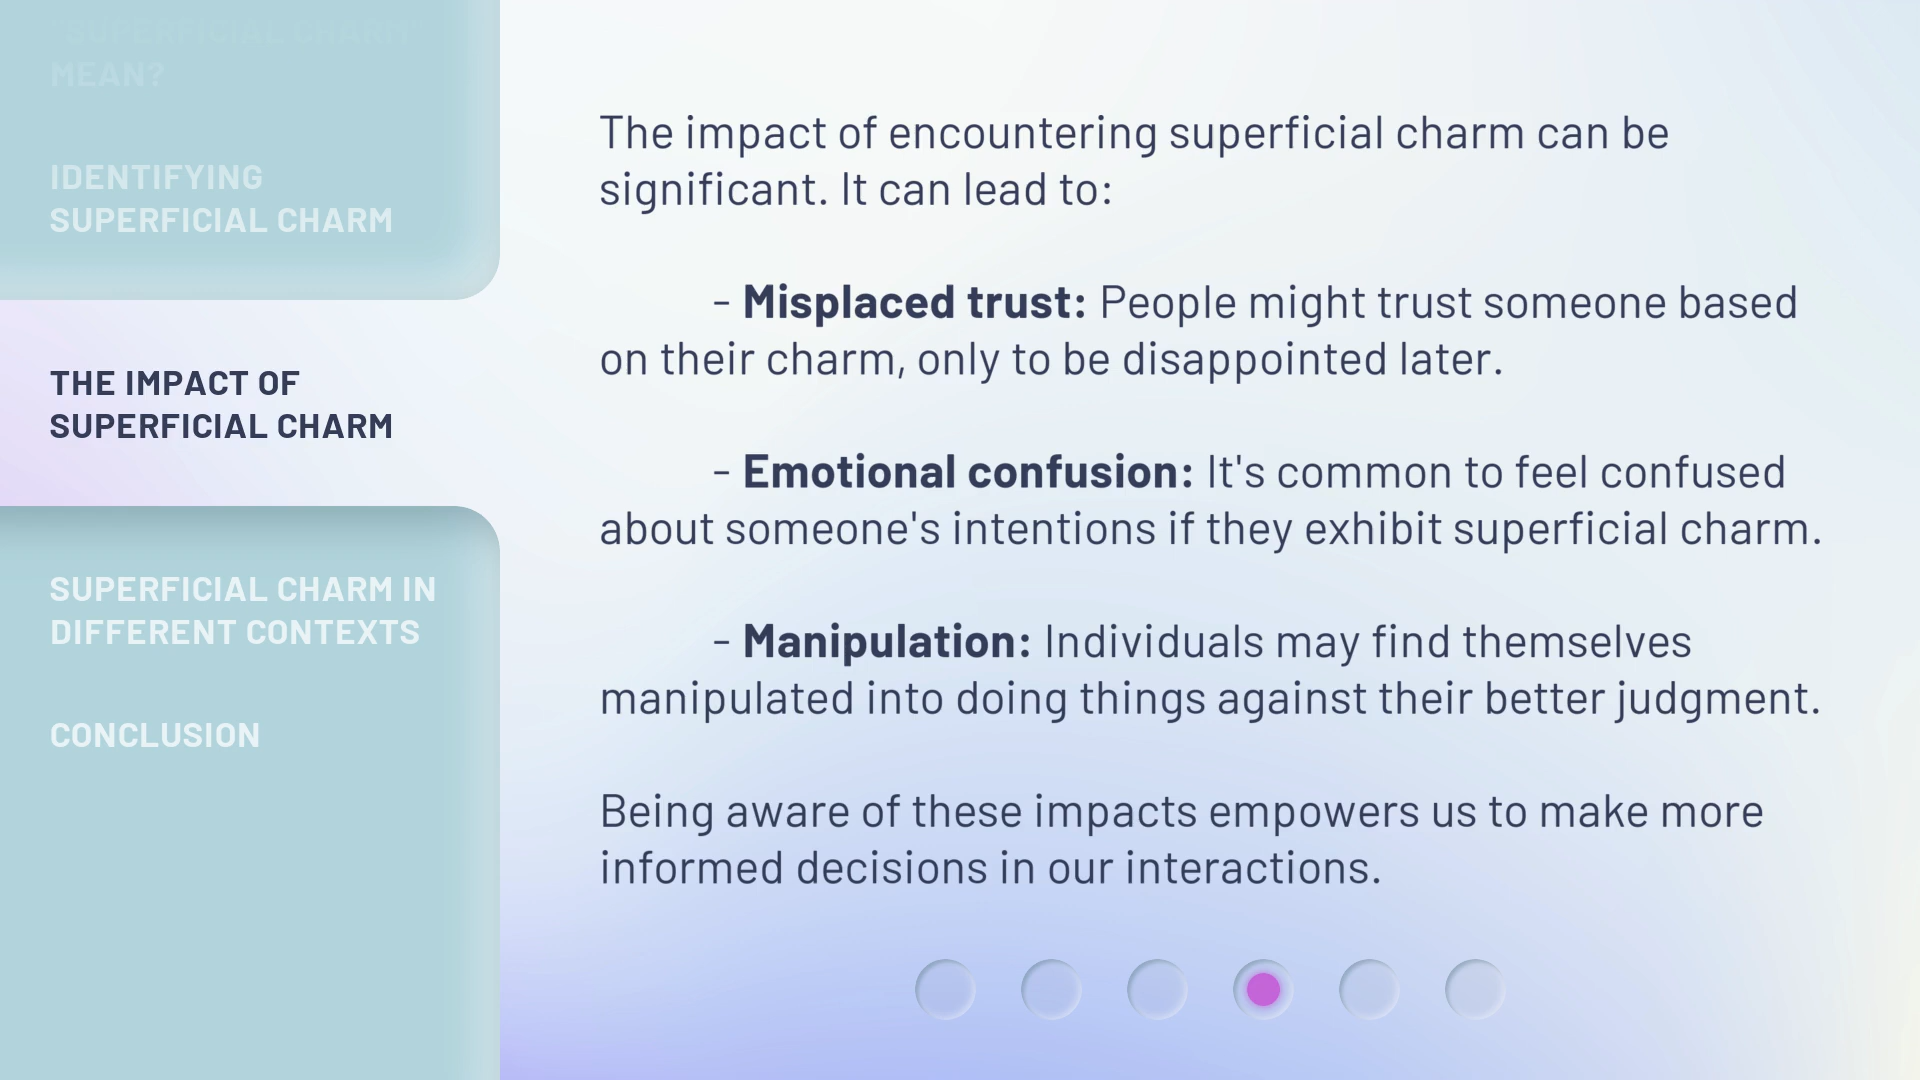 "SUPERFICIAL CHARM"
MEAN?
IDENTIFYING
SUPERFICIAL CHARM
THE IMPACT OF
SUPERFICIAL CHARM
SUPERFICIAL CHARM IN
DIFFERENT CONTEXTS
CONCLUSION
The impact of encountering superficial charm can be
significant. It can lead to:
- Misplaced trust: People might trust someone based
on their charm, only to be disappointed later.
- Emotional confusion: It's common to feel confused
about someone's intentions if they exhibit superficial charm.
- Manipulation: Individuals may find themselves
manipulated into doing things against their better judgment.
Being aware of these impacts empowers us to make more
informed decisions in our interactions.